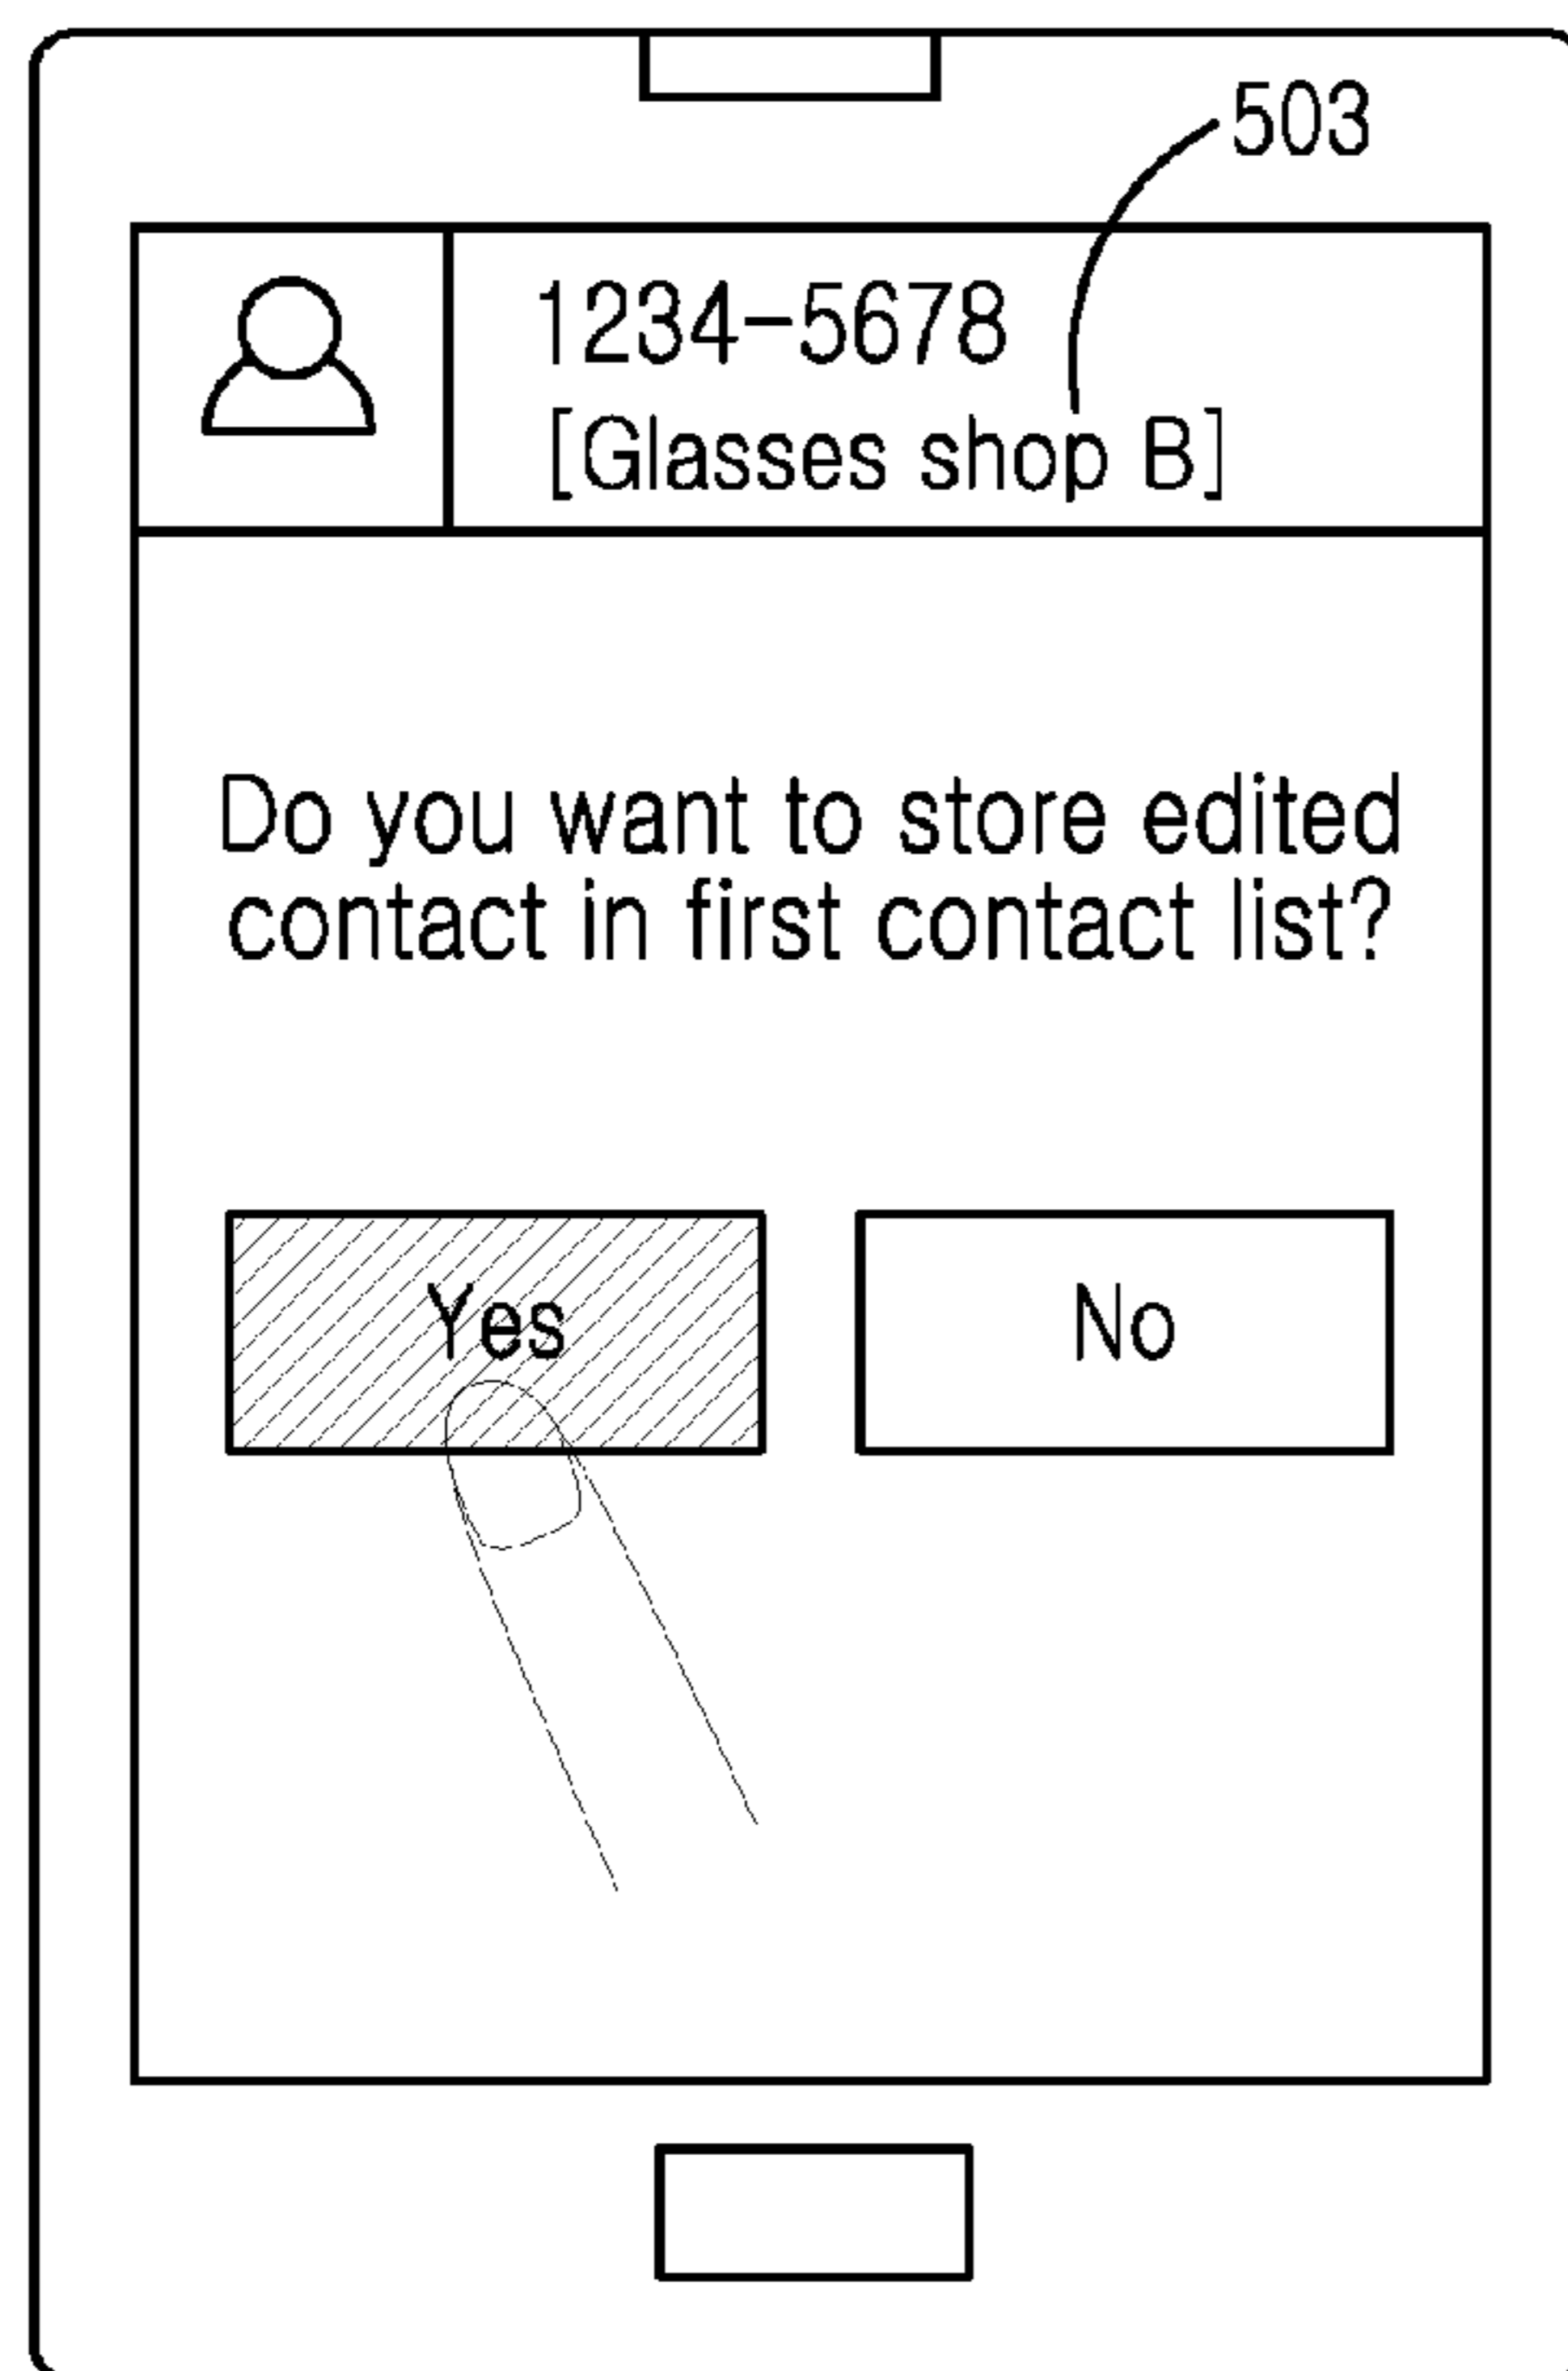 503
1234-5678
[Glasses shop B]
Do you want to store edited
contact in first contact list?
Yes
No